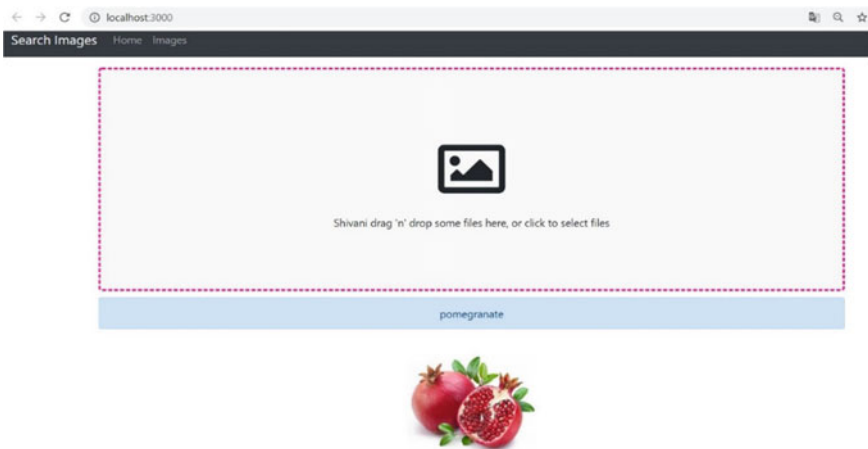 localhost:3000
Search Images Home Images
Shivani drag 'n' drop some files here, or click to select files
pomegranate